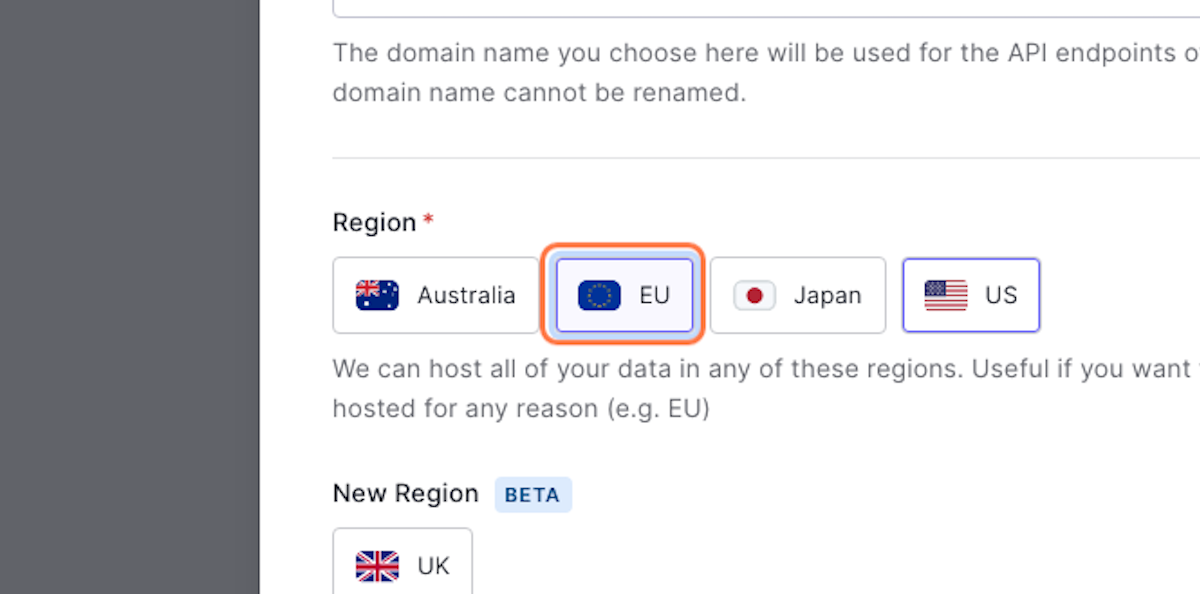 The domain name you choose here will be used for the API endpoints
domain name cannot be renamed.
Region *
Australia EU Japan US
We can host all of your data in any of these regions. Useful if you want
hosted for any reason (e.g. EU)
New Region BETA
UK